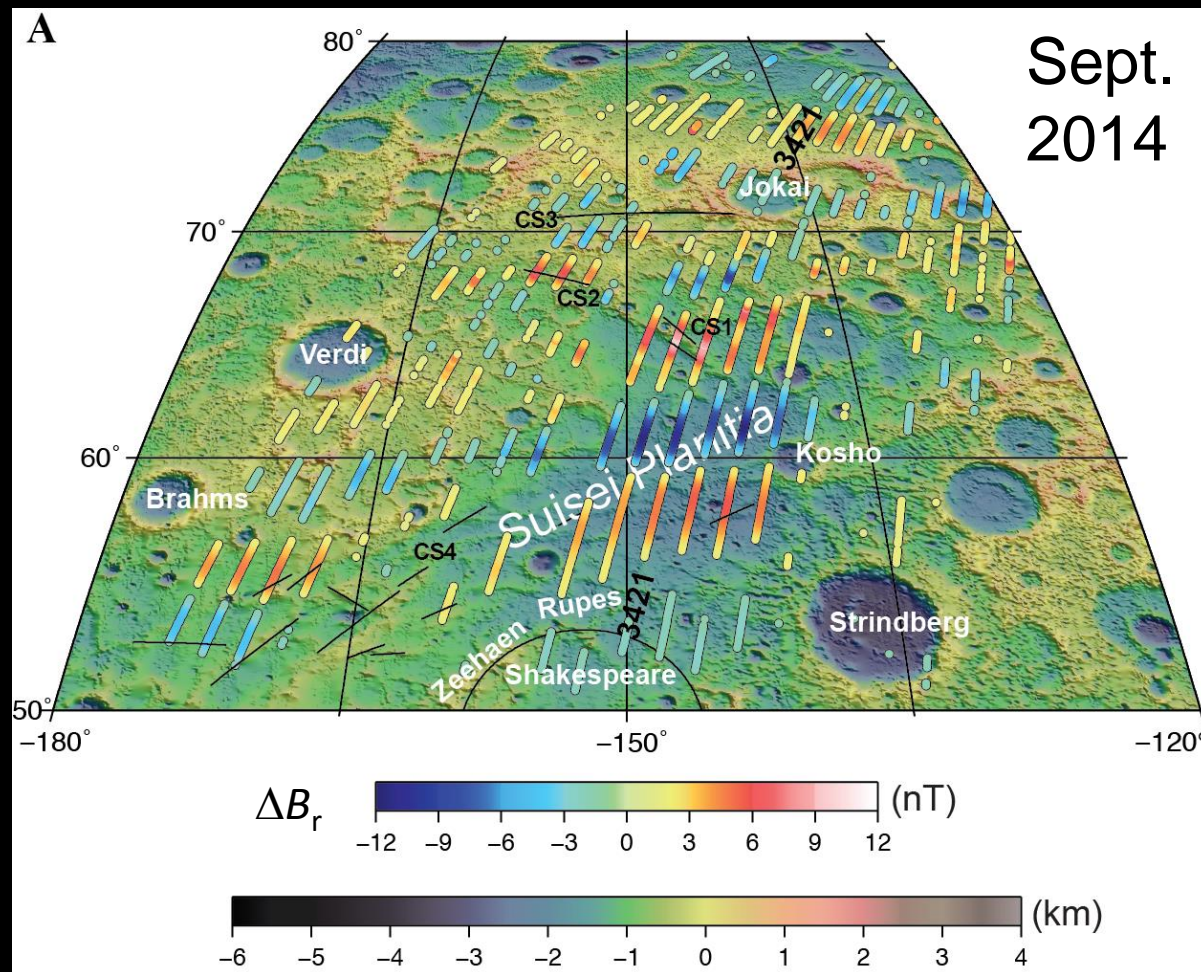 A
Sept.
2014
80°
3421
Jokai
CS3
70°
CS2
CS1
Verdi
Suisei Planitia
60°
Kosho
Brahms
CS4
Rupes
3421
Strindberg
Zeehaen
Shakespeare
50°
−180°
−150°
−120°
ΔBr
(nT)
−12 −9 −6 −3 0 3 6 9 12
(km)
−6 −5 −4 −3 −2 −1 0 1 2 3 4